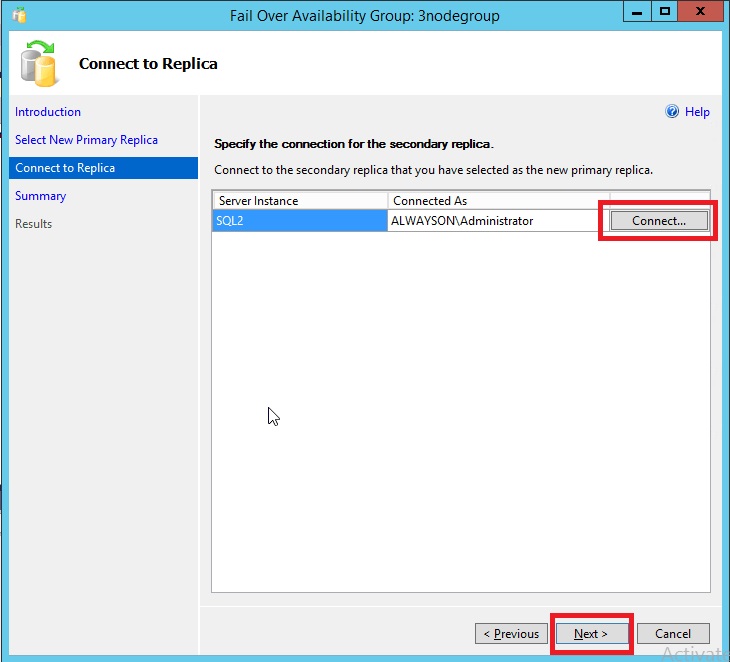 Fail Over Availability Group: 3nodegroup
Connect to Replica
Introduction
Help
Select New Primary Replica
Specify the connection for the secondary replica.
Connect to Replica
Connect to the secondary replica that you have selected as the new primary replica.
Summary
Server Instance Connected As
Results
SQL2 ALWAYSON\Administrator Connect...
< Previous Next > Cancel
Activate